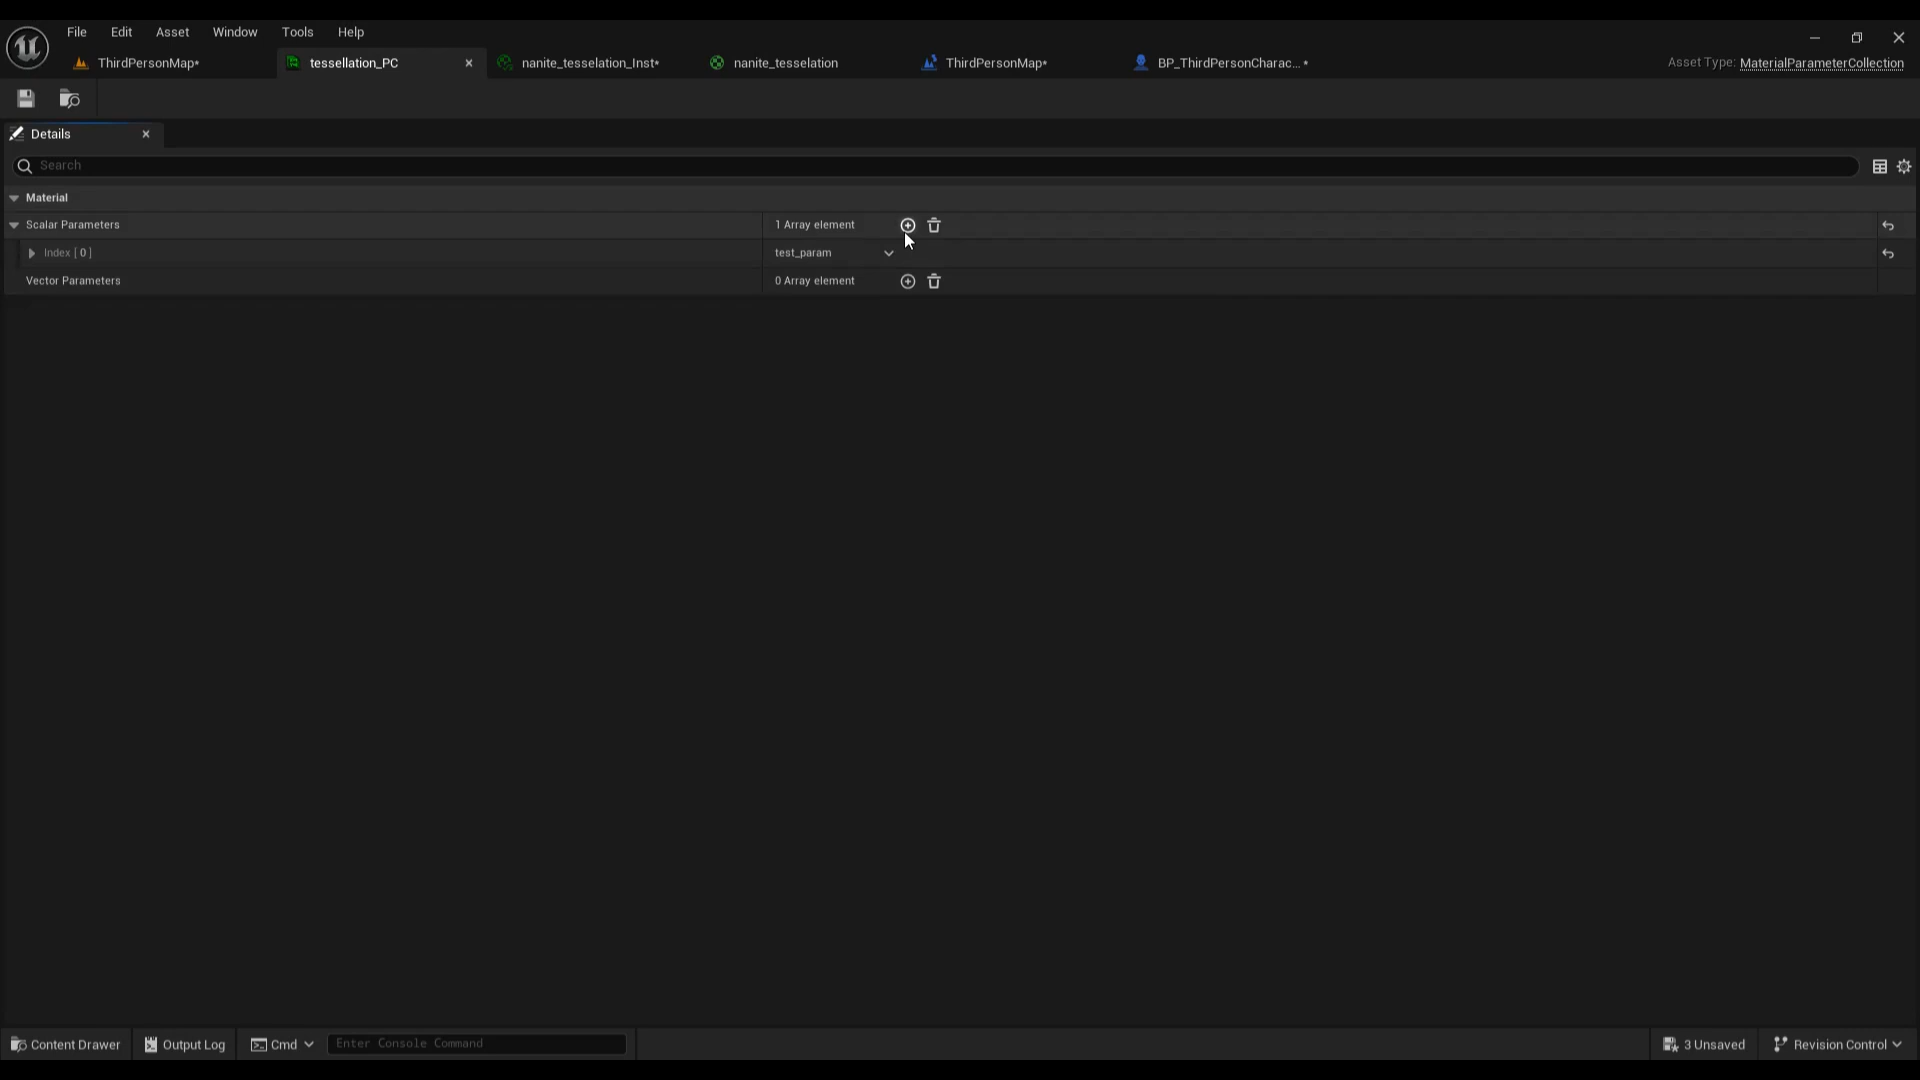 File Edit Asset Window Tools Help
ThirdPersonMap* tessellation_PC nanite_tesselation_Inst* nanite_tesselation ThirdPersonMap* BP_ThirdPersonCharac... * Asset Type: MaterialParameterCollection
Details
Search
Material
Scalar Parameters 1 Array element
Index [ 0 ] test_param
Vector Parameters 0 Array element
Content Drawer Output Log Cmd Enter Console Command 3 Unsaved Revision Control